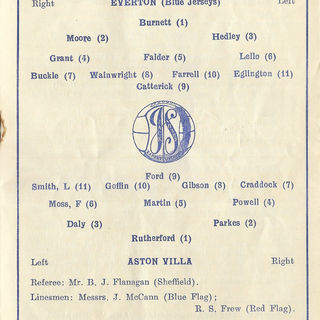 Right EVERTON (Blue Jerseys) Left
Burnett (1)
Moore (2) Hedley (3)
Grant (4) Falder (5) Lello (6)
Buckle (7) Wainwright (8) Farrell (10) Eglington (11)
Catterick (9)
Ford (9)
Smith, L (11) Goffin (10) Gibson (8) Craddock (7)
Moss, F (6) Martin (5) Powell (4)
Daly (3) Parkes (2)
Rutherford (1)
Left ASTON VILLA Right
Referee: Mr. B. J. Flanagan (Sheffield).
Linesmen: Messrs. J. McCann (Blue Flag);
R. S. Frew (Red Flag).